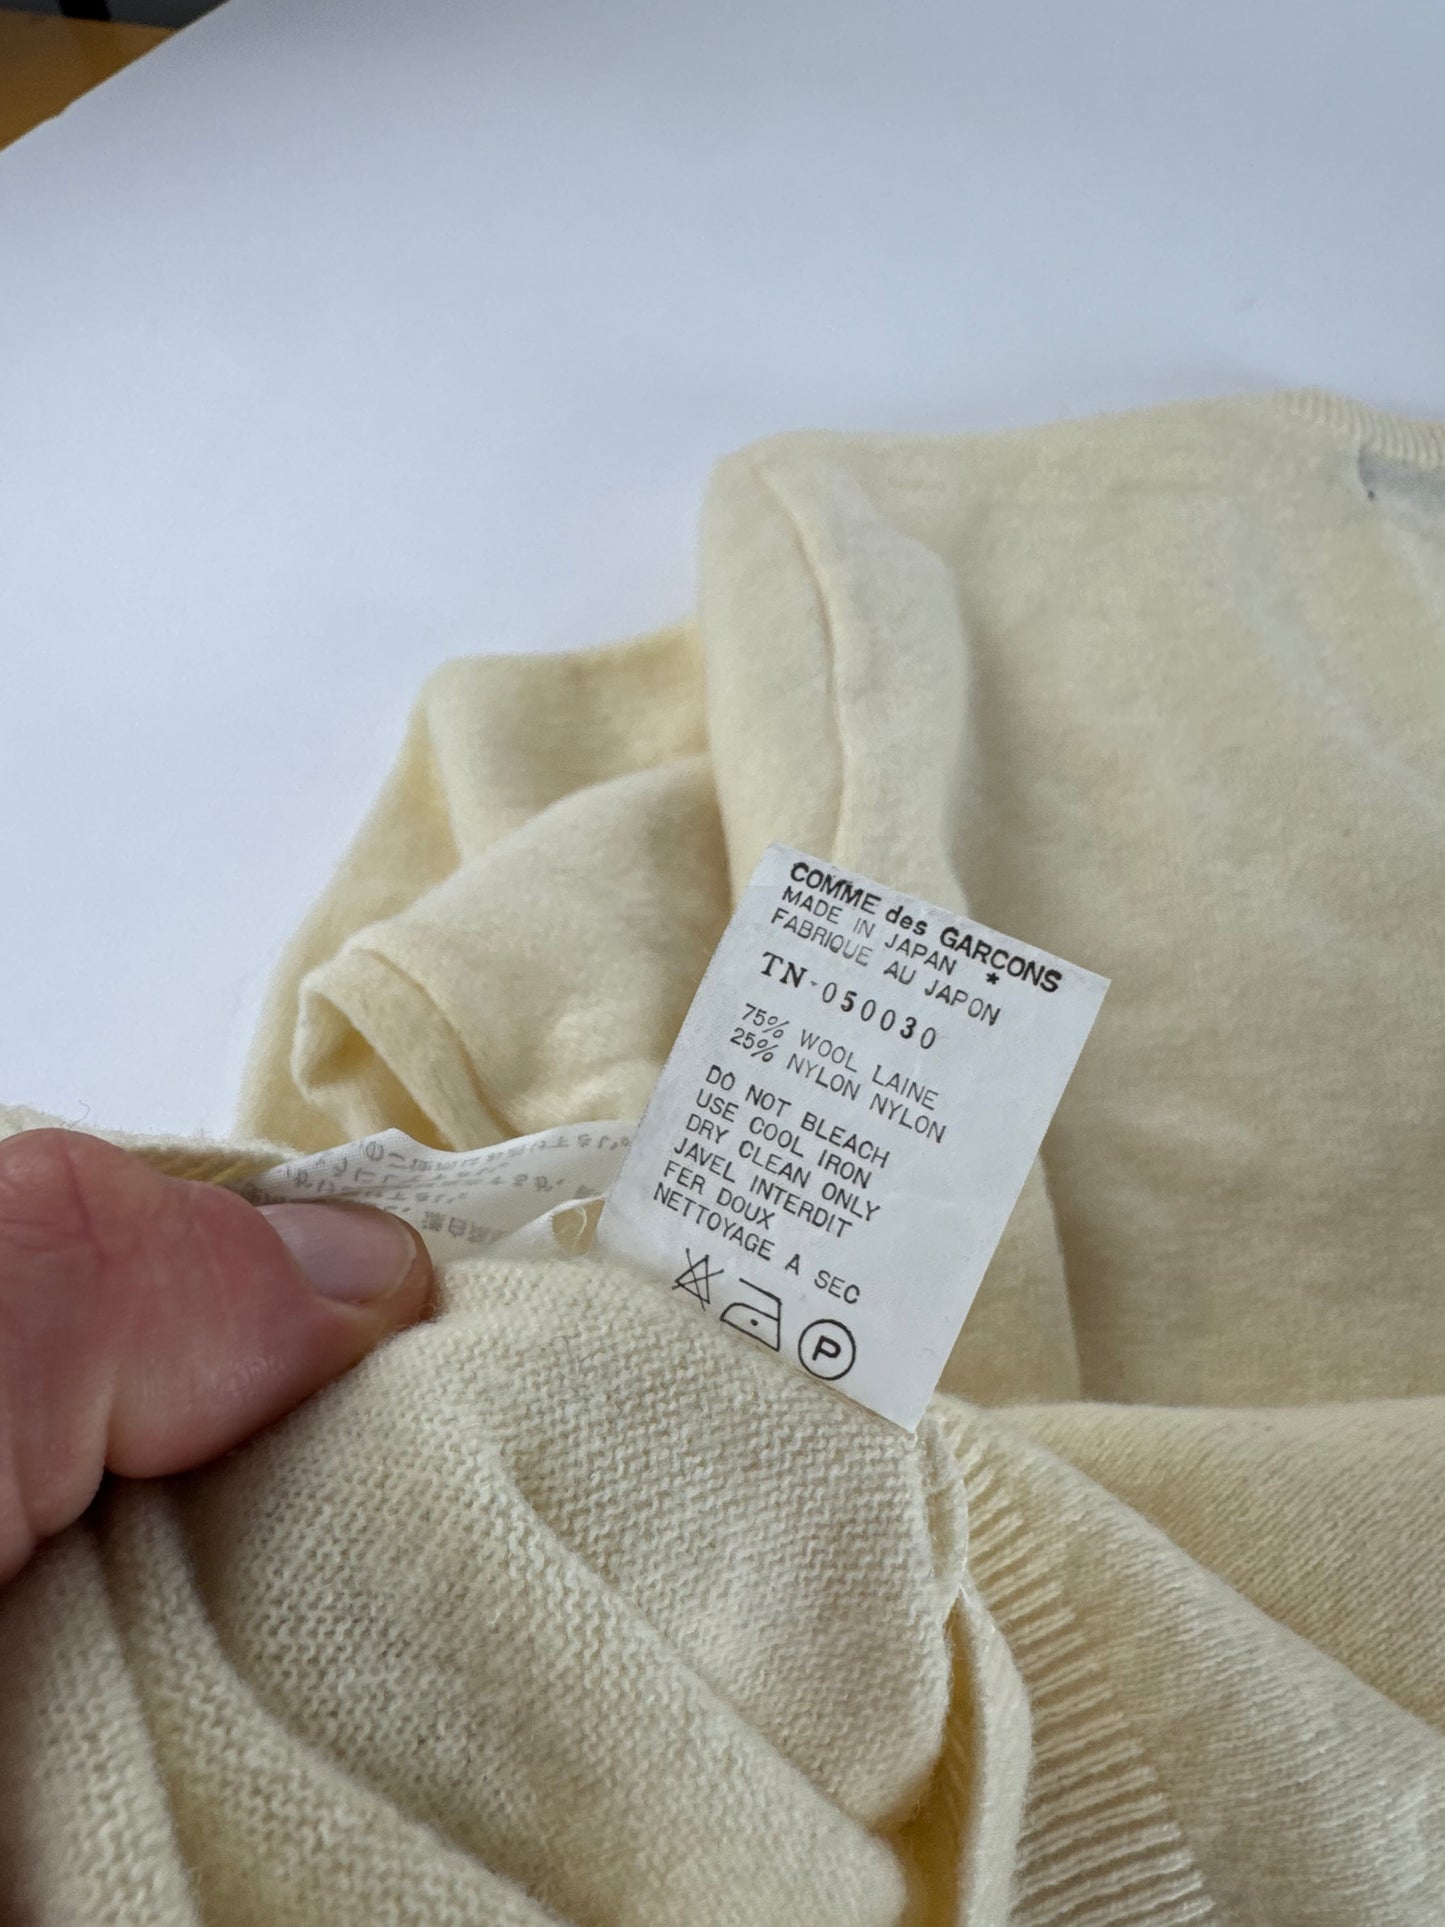 COMME des GARCONS
MADE IN JAPAN *
FABRIQUE AU JAPON
TN-050030
75% WOOL LAINE
25% NYLON NYLON
DO NOT BLEACH
USE COOL IRON
DRY CLEAN ONLY
JAVEL INTERDIT
FER DOUX
NETTOYAGE A SEC
P